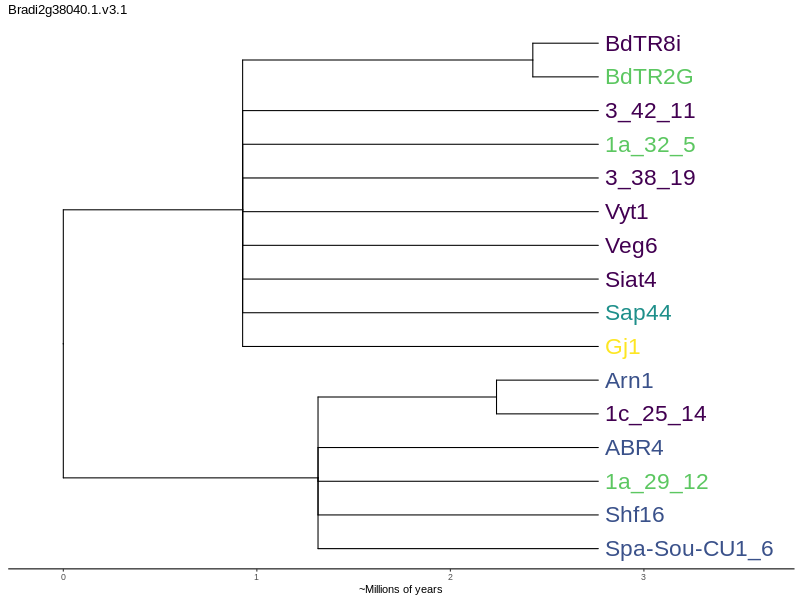 Bradi2g38040.1.v3.1
BdTR8i
BdTR2G
3_42_11
1a_32_5
3_38_19
Vyt1
Veg6
Siat4
Sap44
Gj1
Arn1
1c_25_14
ABR4
1a_29_12
Shf16
Spa-Sou-CU1_6
0 1 2 3
~Millions of years